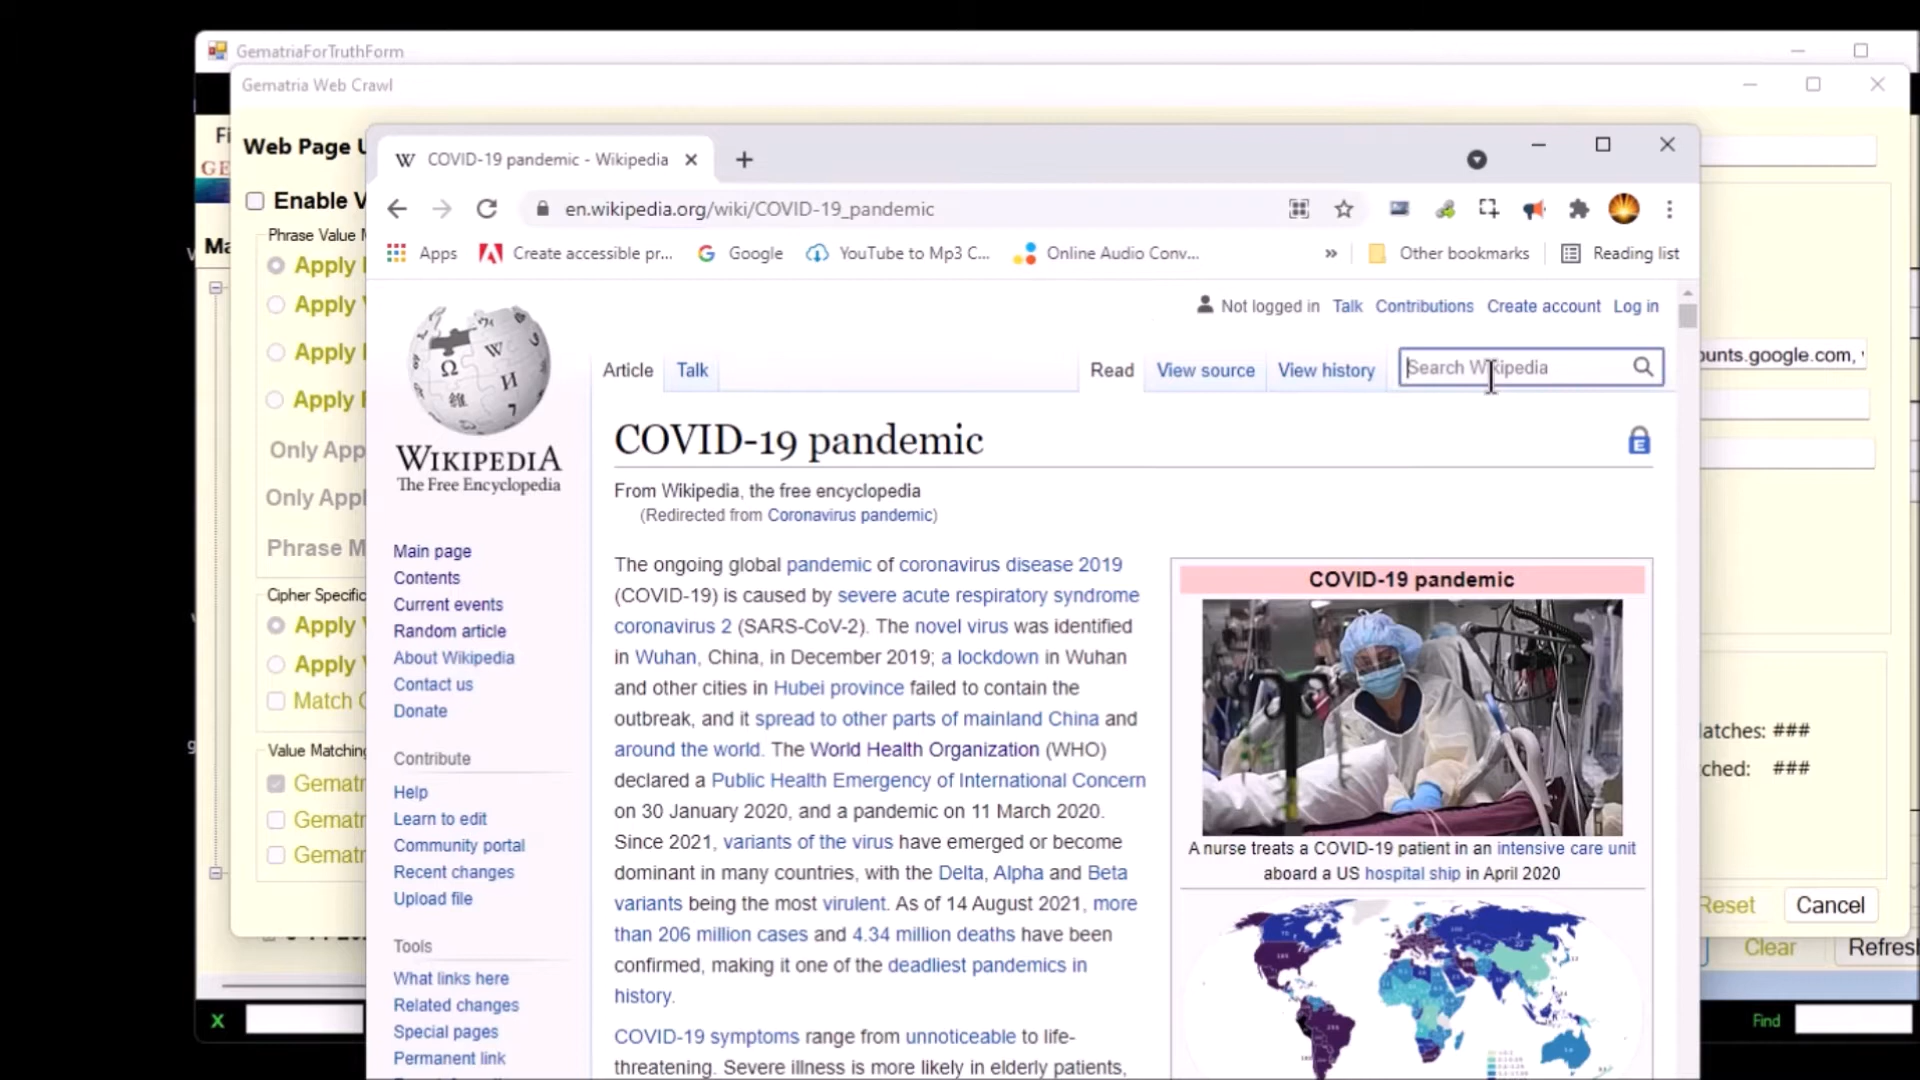 GematriaForTruthForm
Gematria Web Crawl
Web Page U
Fi
GE
Enable V
Phrase Value M
Ma
Apply
Apply
Apply
Apply
Only App
Only Appl
Phrase M
Cipher Specific
Apply
Apply
Match
Value Matching
Gemat
Gemat
Gemat
X
COVID-19 pandemic - Wikipedia
en.wikipedia.org/wiki/COVID-19_pandemic
Apps Create accessible pr... Google YouTube to Mp3 C... Online Audio Conv... » Other bookmarks Reading list
Not logged in Talk Contributions Create account Log in
Article Talk Read View source View history Search Wikipedia
WIKIPEDIA
The Free Encyclopedia
Main page
Contents
Current events
Random article
About Wikipedia
Contact us
Donate
Contribute
Help
Learn to edit
Community portal
Recent changes
Upload file
Tools
What links here
Related changes
Special pages
Permanent link
COVID-19 pandemic
From Wikipedia, the free encyclopedia
(Redirected from Coronavirus pandemic)
The ongoing global pandemic of coronavirus disease 2019
(COVID-19) is caused by severe acute respiratory syndrome
coronavirus 2 (SARS-CoV-2). The novel virus was identified
in Wuhan, China, in December 2019; a lockdown in Wuhan
and other cities in Hubei province failed to contain the
outbreak, and it spread to other parts of mainland China and
around the world. The World Health Organization (WHO)
declared a Public Health Emergency of International Concern
on 30 January 2020, and a pandemic on 11 March 2020.
Since 2021, variants of the virus have emerged or become
dominant in many countries, with the Delta, Alpha and Beta
variants being the most virulent. As of 14 August 2021, more
than 206 million cases and 4.34 million deaths have been
confirmed, making it one of the deadliest pandemics in
history.
COVID-19 symptoms range from unnoticeable to life-
threatening. Severe illness is more likely in elderly patients,
COVID-19 pandemic
A nurse treats a COVID-19 patient in an intensive care unit
aboard a US hospital ship in April 2020
ounts.google.com,
atches: ###
ched: ###
Reset Cancel
Clear Refres
Find